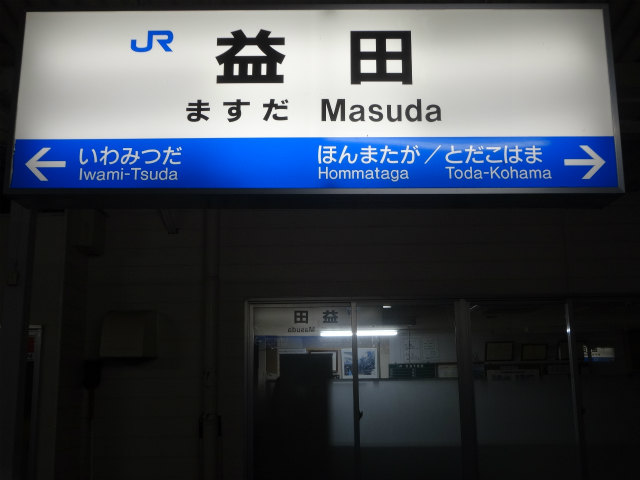 JR 益田
ますだ Masuda
いわみつだ
Iwami-Tsuda
ほんまたが／とだこはま
Hommataga Toda-Kohama
益田
Masuda